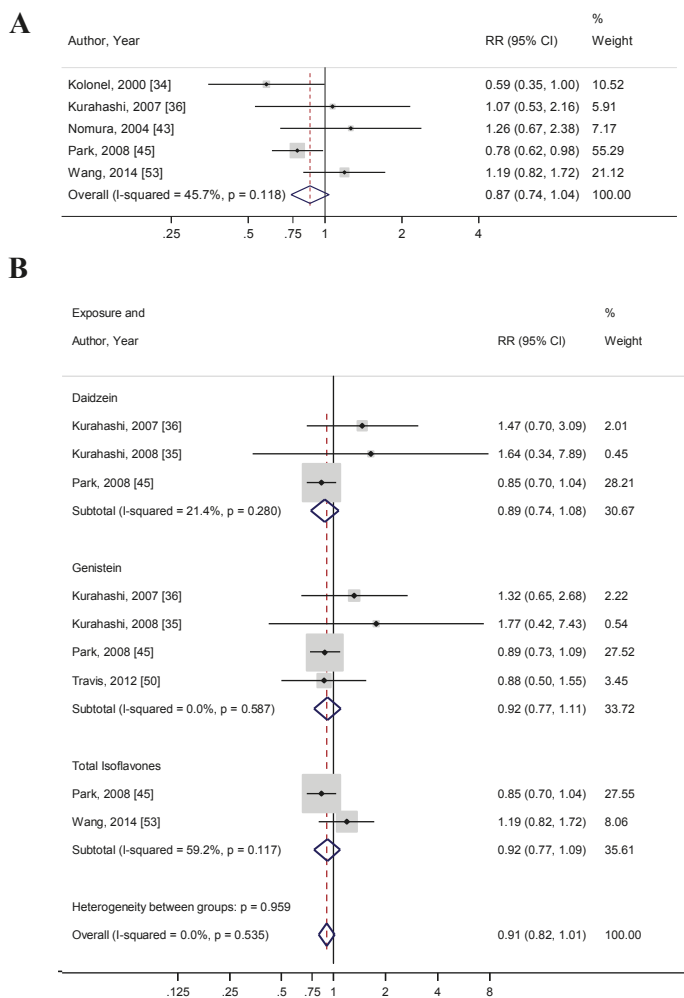 A
%
Author, Year RR (95% CI) Weight
Kolonel, 2000 [34] 0.59 (0.35, 1.00) 10.52
Kurahashi, 2007 [36] 1.07 (0.53, 2.16) 5.91
Nomura, 2004 [43] 1.26 (0.67, 2.38) 7.17
Park, 2008 [45] 0.78 (0.62, 0.98) 55.29
Wang, 2014 [53] 1.19 (0.82, 1.72) 21.12
Overall (I-squared = 45.7%, p = 0.118) 0.87 (0.74, 1.04) 100.00
.25 .5 .75 1 2 4
B
Exposure and %
Author, Year RR (95% CI) Weight
Daidzein
Kurahashi, 2007 [36] 1.47 (0.70, 3.09) 2.01
Kurahashi, 2008 [35] 1.64 (0.34, 7.89) 0.45
Park, 2008 [45] 0.85 (0.70, 1.04) 28.21
Subtotal (I-squared = 21.4%, p = 0.280) 0.89 (0.74, 1.08) 30.67
Genistein
Kurahashi, 2007 [36] 1.32 (0.65, 2.68) 2.22
Kurahashi, 2008 [35] 1.77 (0.42, 7.43) 0.54
Park, 2008 [45] 0.89 (0.73, 1.09) 27.52
Travis, 2012 [50] 0.88 (0.50, 1.55) 3.45
Subtotal (I-squared = 0.0%, p = 0.587) 0.92 (0.77, 1.11) 33.72
Total Isoflavones
Park, 2008 [45] 0.85 (0.70, 1.04) 27.55
Wang, 2014 [53] 1.19 (0.82, 1.72) 8.06
Subtotal (I-squared = 59.2%, p = 0.117) 0.92 (0.77, 1.09) 35.61
Heterogeneity between groups: p = 0.959
Overall (I-squared = 0.0%, p = 0.535) 0.91 (0.82, 1.01) 100.00
.125 .25 .5 .75 1 2 4 8